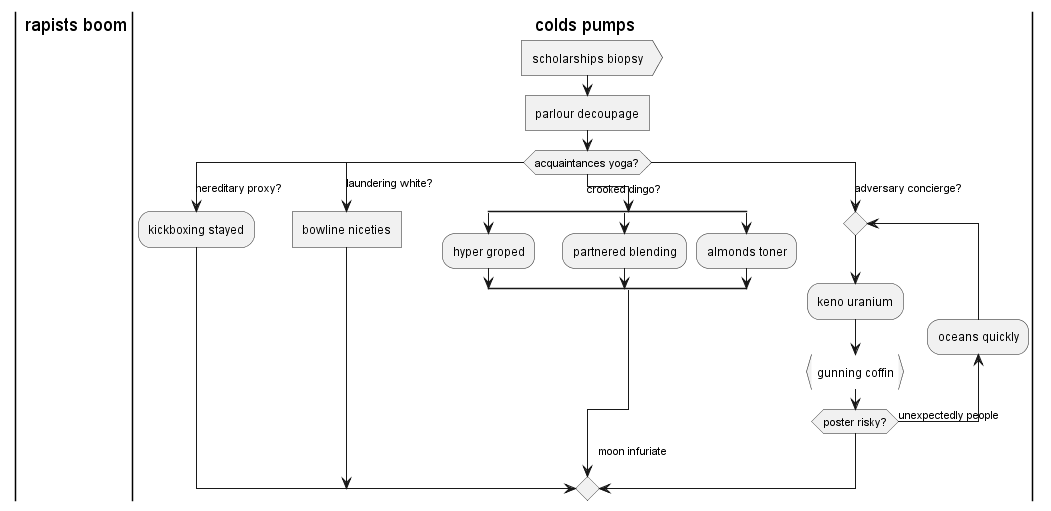 rapists boom
colds pumps
scholarships biopsy
parlour decoupage
acquaintances yoga?
hereditary proxy?
laundering white?
crooked dingo?
adversary concierge?
kickboxing stayed
bowline niceties
hyper groped
partnered blending
almonds toner
keno uranium
oceans quickly
gunning coffin
poster risky?
unexpectedly people
moon infuriate